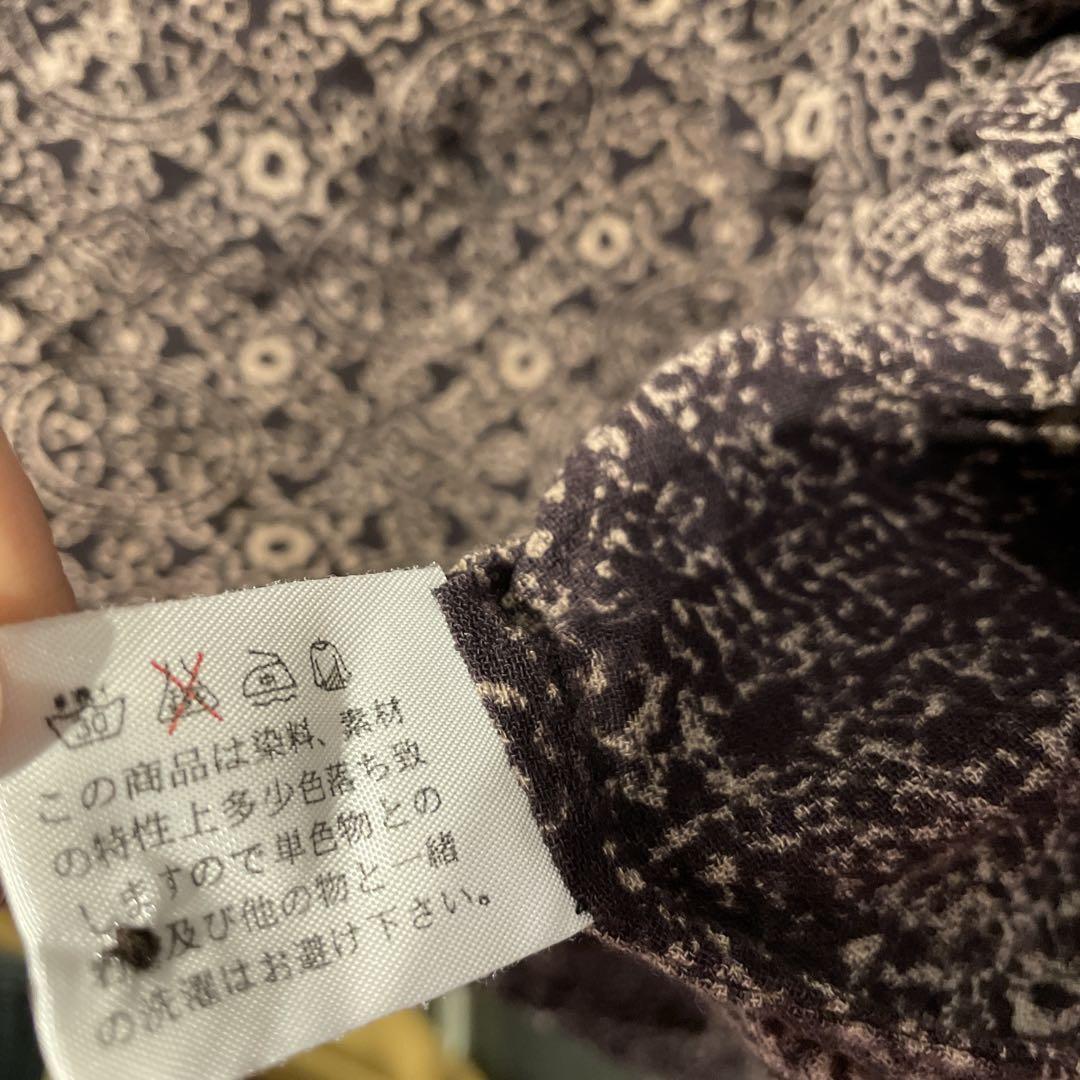 30
この商品は染料、素材
の特性上多少色落ち致
しますので単色物との
及び他の物と一緒
の洗濯はお避け下さい。